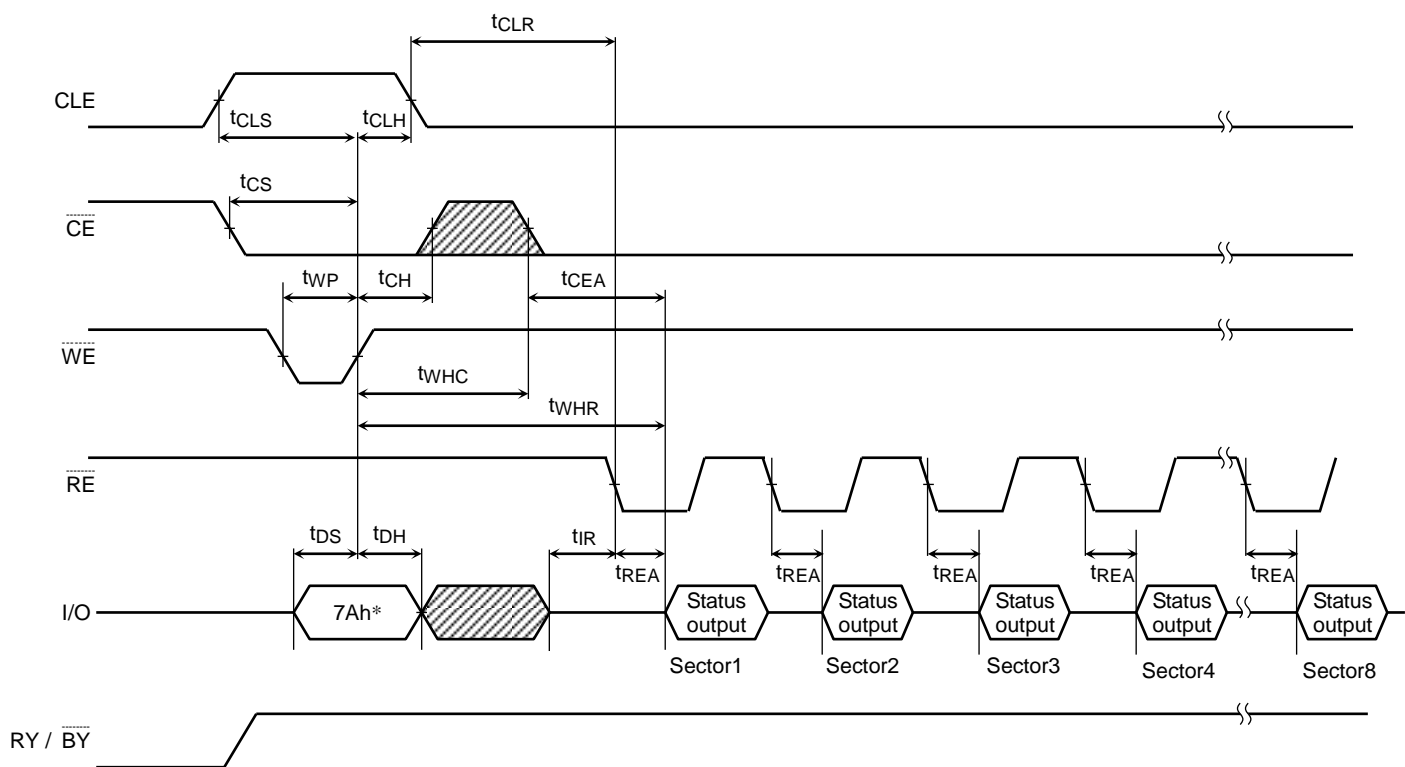 tCLR
CLE
tCLS
tCLH
tCS
CE
tWP
tCH
tCEA
WE
tWHC
tWHR
RE
tDS
tDH
tIR
tREA
tREA
tREA
tREA
tREA
I/O
7Ah*
Status output
Status output
Status output
Status output
Status output
Sector1
Sector2
Sector3
Sector4
Sector8
RY / BY